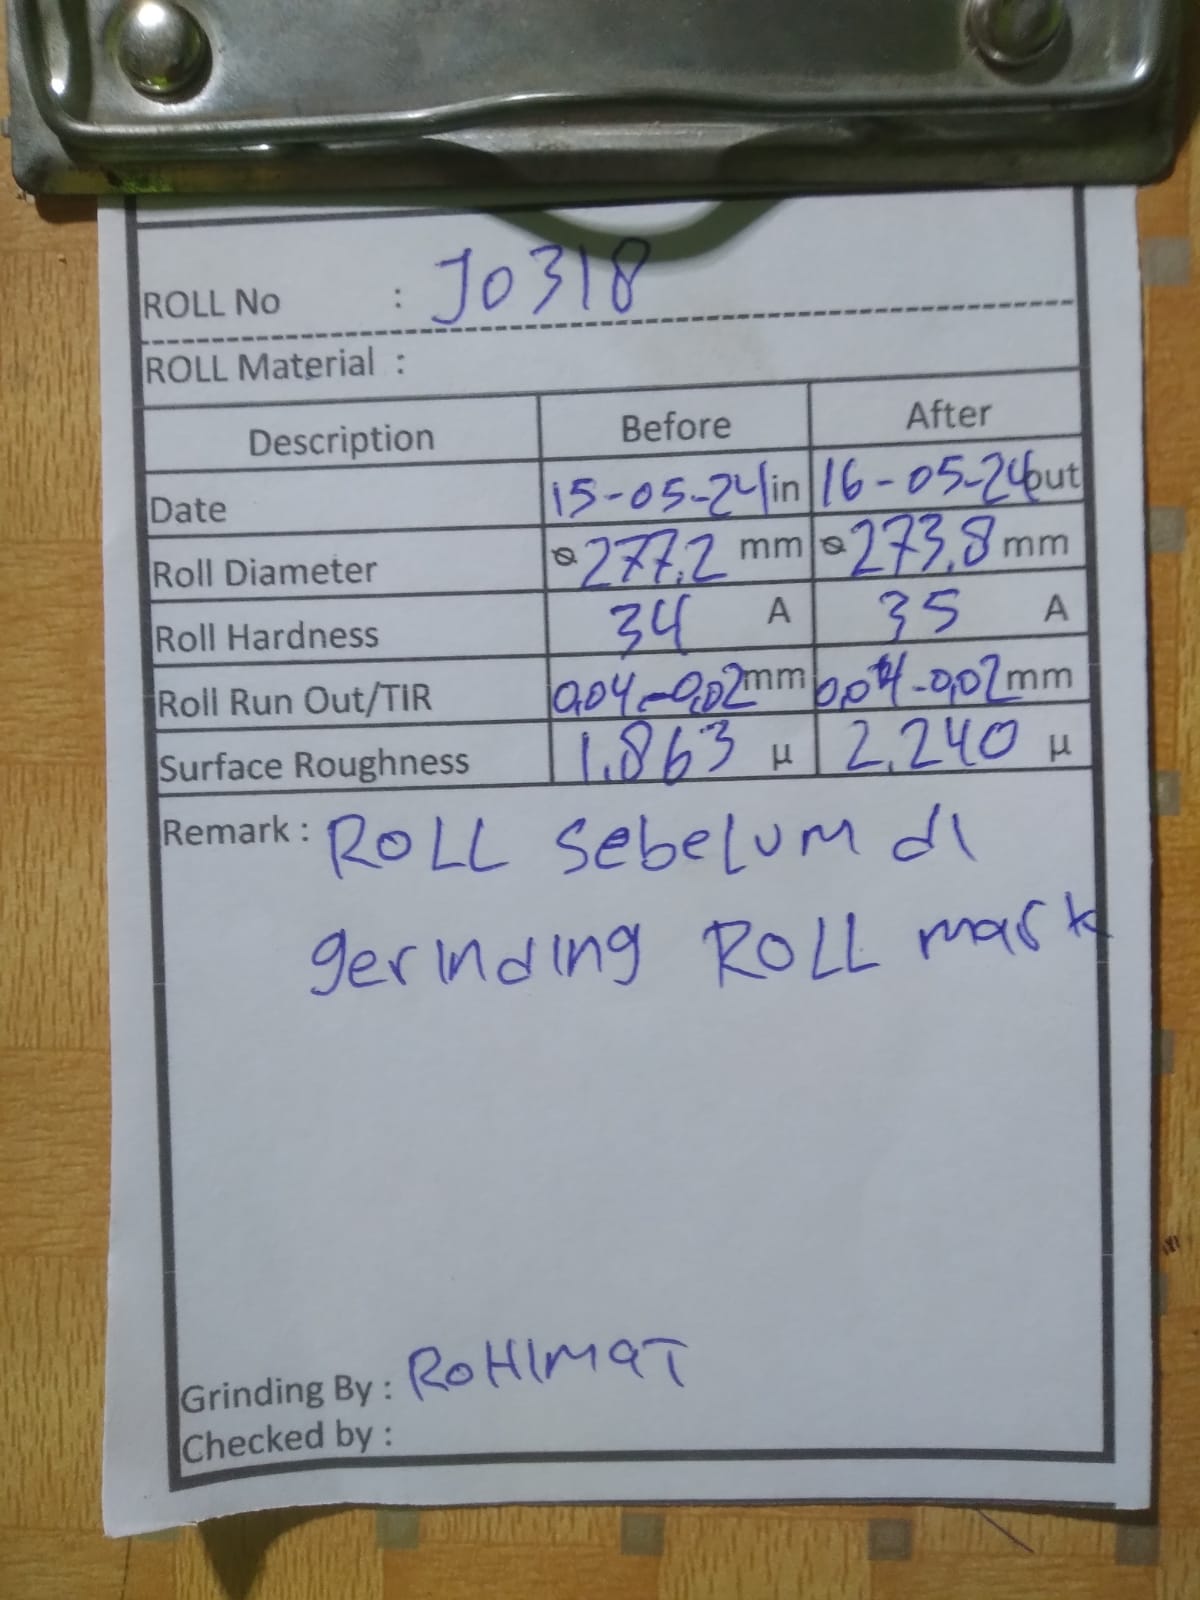 ROLL No : J0318
ROLL Material :
Description Before After
Date 15-05-24 in 16-05-24 out
Roll Diameter ⌀ 277,2 mm ⌀ 273,8 mm
Roll Hardness 34 A 35 A
Roll Run Out/TIR 0,04-0,02 mm 0,04-0,02 mm
Surface Roughness 1,863 µ 2,240 µ
Remark : ROLL sebelum di
gerinding ROLL mark
Grinding By : ROHIMAT
Checked by :